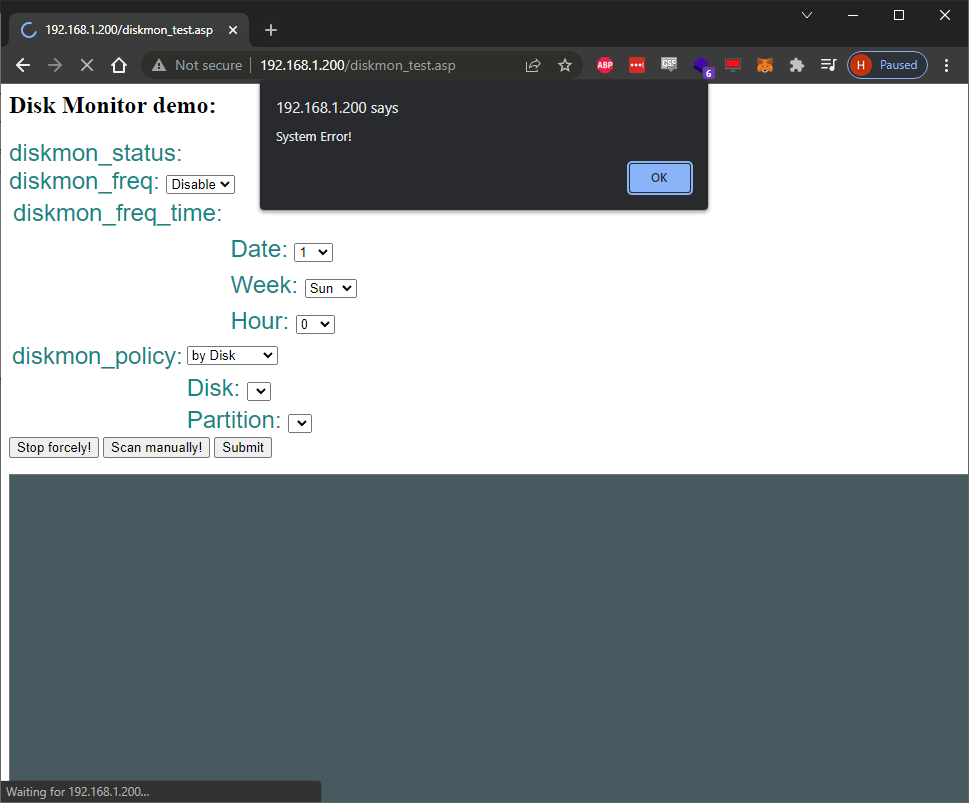 192.168.1.200/diskmon_test.asp
Not secure 192.168.1.200/diskmon_test.asp ABP CSP 6 H Paused
192.168.1.200 says
System Error!
OK
Disk Monitor demo:
diskmon_status:
diskmon_freq: Disable
diskmon_freq_time:
Date: 1
Week: Sun
Hour: 0
diskmon_policy: by Disk
Disk:
Partition:
Stop forcely! Scan manually! Submit
Waiting for 192.168.1.200...